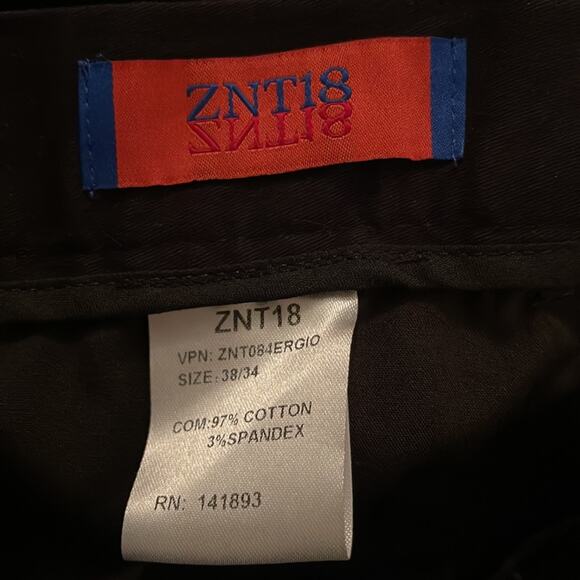 ZNT18
ZNT18
ZNT18
VPN: ZNT084ERGIO
SIZE: 38/34
COM:97% COTTON
3%SPANDEX
RN: 141893